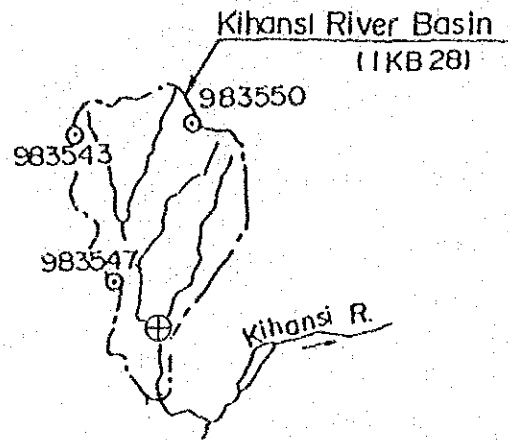 Kihansi River Basin
(1KB 28)
983550
983543
983547
Kihansi R.